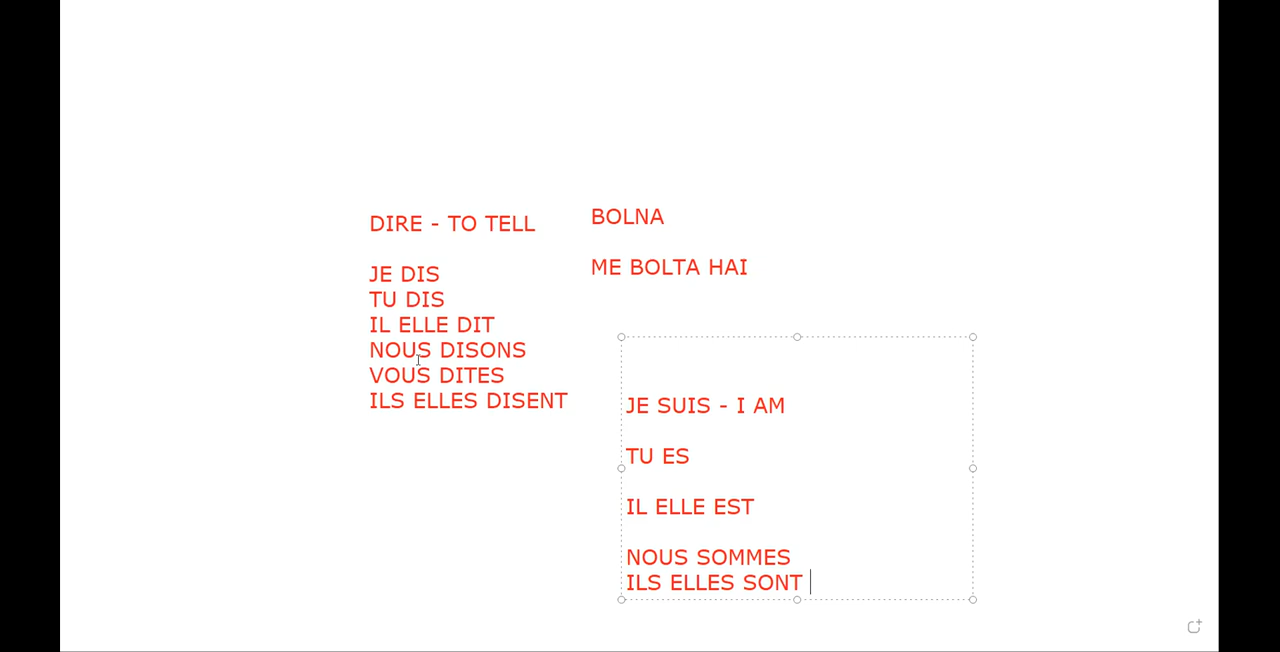 DIRE - TO TELL
JE DIS
TU DIS
IL ELLE DIT
NOUS DISONS
VOUS DITES
ILS ELLES DISENT
BOLNA
ME BOLTA HAI
JE SUIS - I AM
TU ES
IL ELLE EST
NOUS SOMMES
ILS ELLES SONT